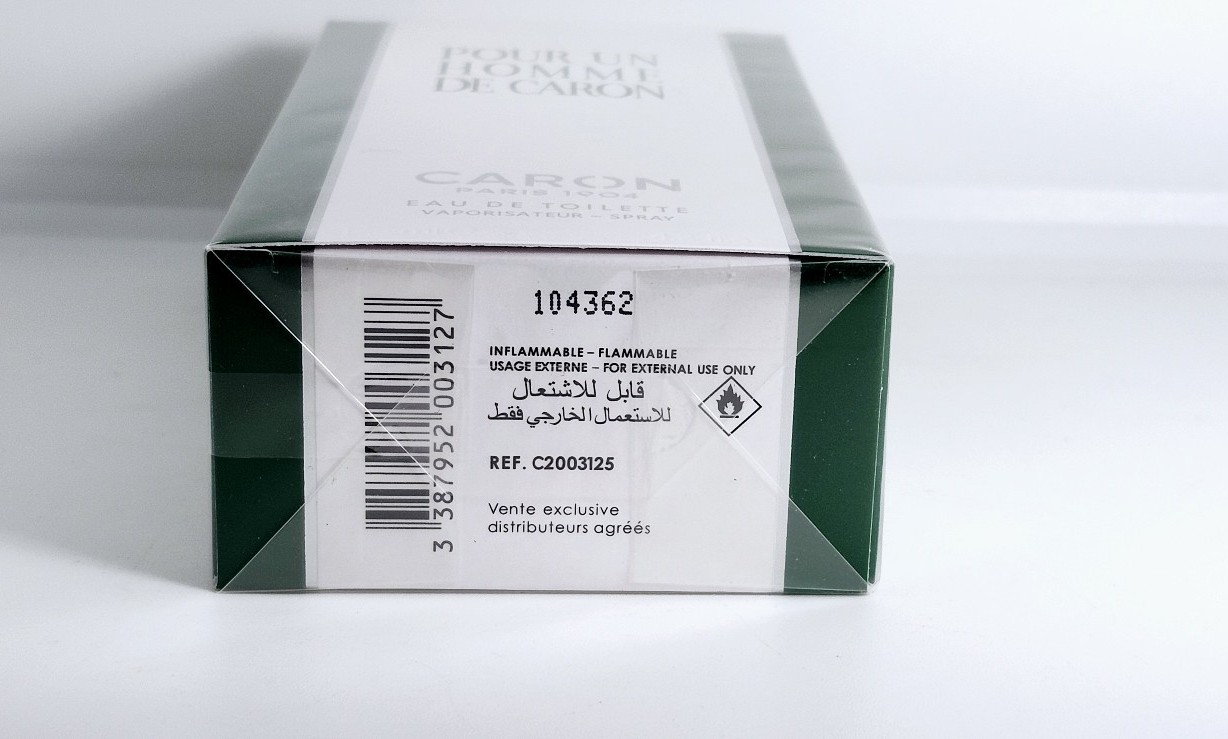 POUR UN
HOMME
DE CARON
CARON
PARIS 1904
EAU DE TOILETTE
VAPORISATEUR – SPRAY
104362
INFLAMMABLE – FLAMMABLE
USAGE EXTERNE – FOR EXTERNAL USE ONLY
قابل للاشتعال
للاستعمال الخارجي فقط
REF. C2003125
Vente exclusive
distributeurs agréés
3 387952 003127